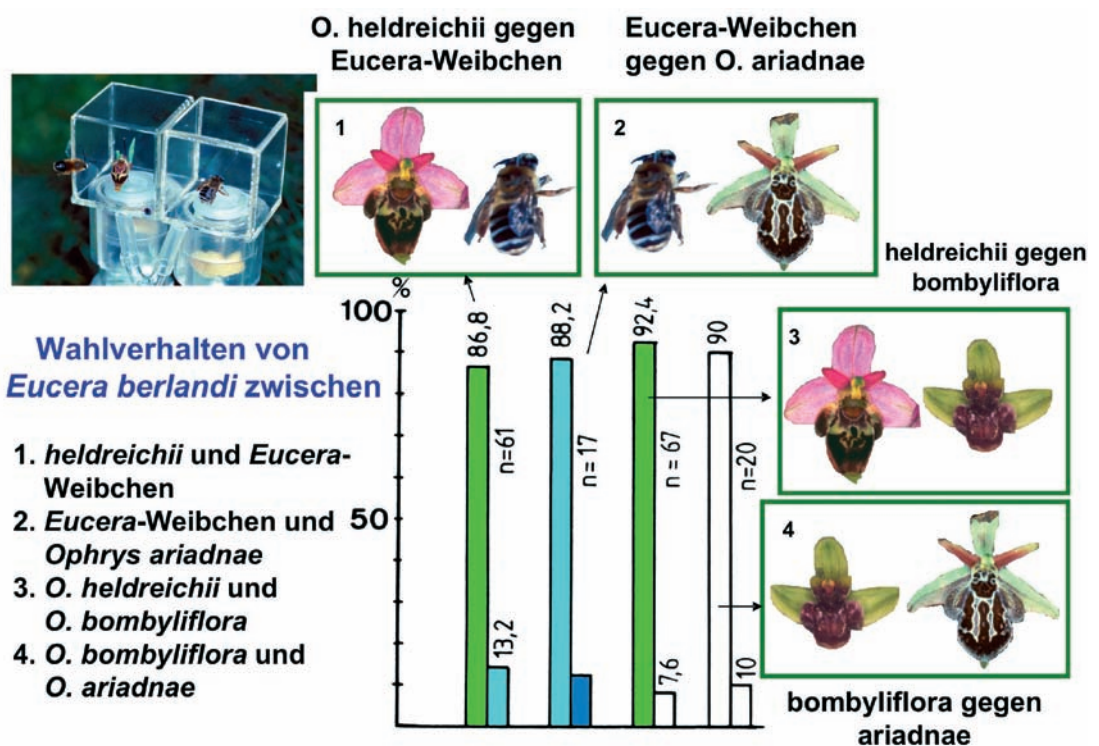 O. heldreichii gegen
Eucera-Weibchen
Eucera-Weibchen
gegen O. ariadnae
1
2
heldreichii gegen
bombyliflora
3
4
bombyliflora gegen
ariadnae
Wahlverhalten von
Eucera berlandi zwischen
1. heldreichii und Eucera-
Weibchen
2. Eucera-Weibchen und
Ophrys ariadnae
3. O. heldreichii und
O. bombyliflora
4. O. bombyliflora und
O. ariadnae
%
100
50
86,8
13,2
n=61
88,2
n=17
92,4
7,6
n=67
90
10
n=20